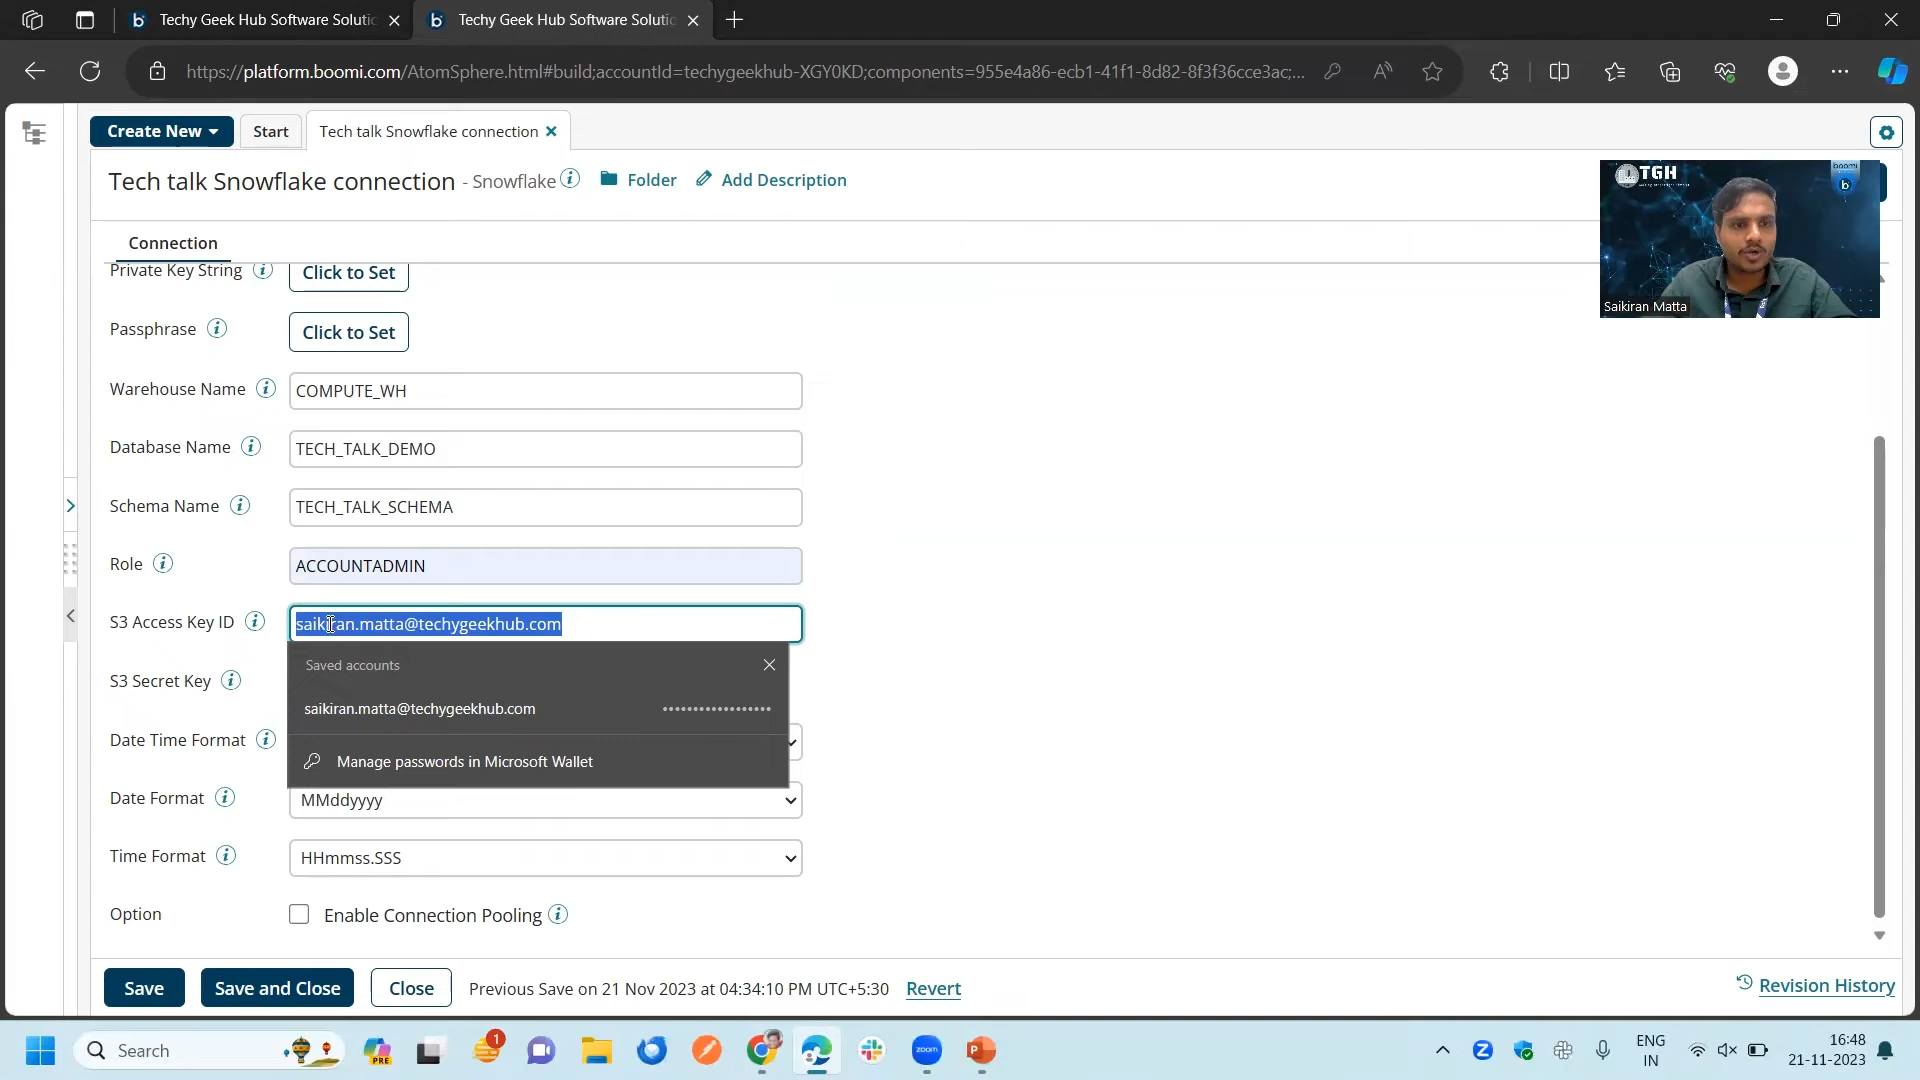 Techy Geek Hub Software Solutic
Techy Geek Hub Software Solutic
https://platform.boomi.com/AtomSphere.html#build;accountId=techygeekhub-XGY0KD;components=955e4a86-ecb1-41f1-8d82-8f3f36cce3ac;...
Create New
Start
Tech talk Snowflake connection
Tech talk Snowflake connection - Snowflake
Folder
Add Description
TGH
boomi
Saikiran Matta
Connection
Private Key String
Click to Set
Passphrase
Click to Set
Warehouse Name
COMPUTE_WH
Database Name
TECH_TALK_DEMO
Schema Name
TECH_TALK_SCHEMA
Role
ACCOUNTADMIN
S3 Access Key ID
saikiran.matta@techygeekhub.com
Saved accounts
S3 Secret Key
saikiran.matta@techygeekhub.com
••••••••••••••••••
Date Time Format
Manage passwords in Microsoft Wallet
Date Format
MMddyyyy
Time Format
HHmmss.SSS
Option
Enable Connection Pooling
Save
Save and Close
Close
Previous Save on 21 Nov 2023 at 04:34:10 PM UTC+5:30
Revert
Revision History
Search
PRE
1
zoom
ENG
IN
16:48
21-11-2023